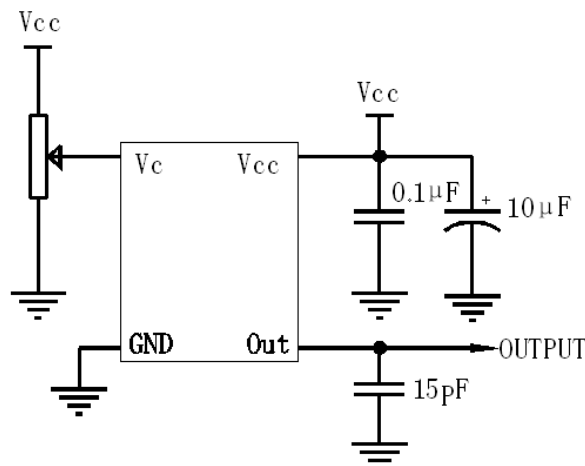 Vcc
Vcc
Vc
Vcc
0.1μF
+
10μF
GND
Out
OUTPUT
15pF